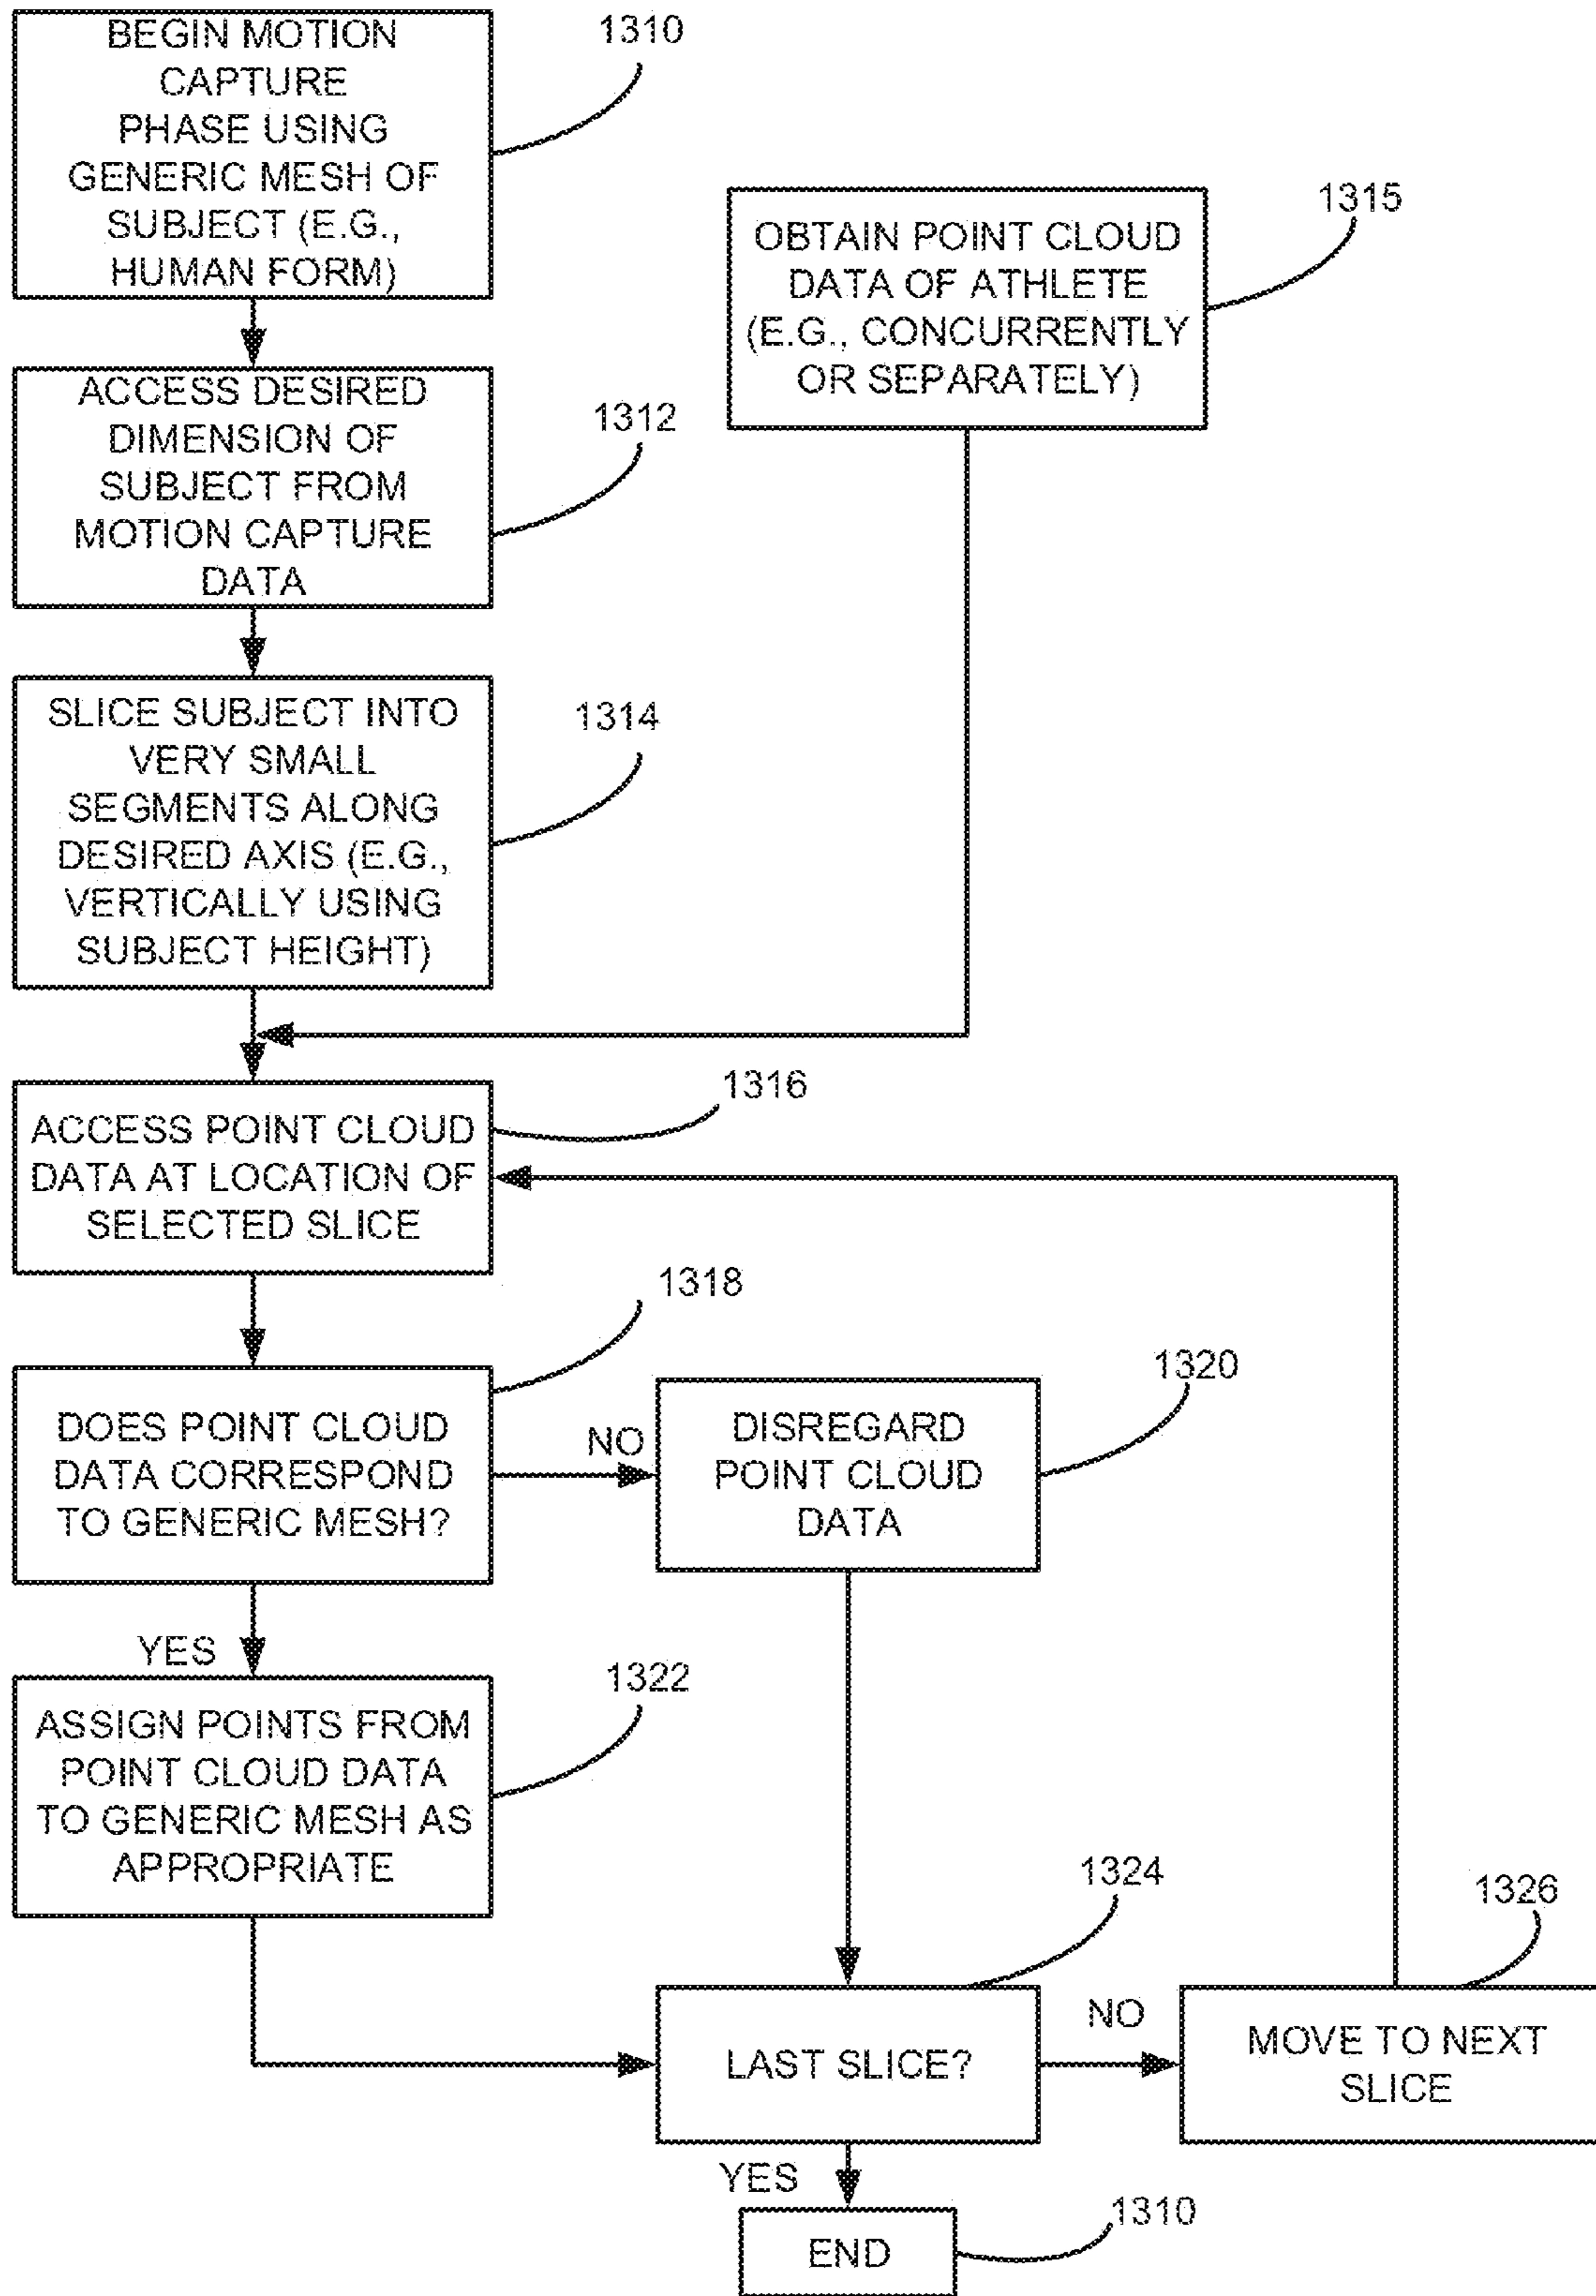 BEGIN MOTION
CAPTURE
PHASE USING
GENERIC MESH OF
SUBJECT (E.G.,
HUMAN FORM)
1310
OBTAIN POINT CLOUD
DATA OF ATHLETE
(E.G., CONCURRENTLY
OR SEPARATELY)
1315
ACCESS DESIRED
DIMENSION OF
SUBJECT FROM
MOTION CAPTURE
DATA
1312
SLICE SUBJECT INTO
VERY SMALL
SEGMENTS ALONG
DESIRED AXIS (E.G.,
VERTICALLY USING
SUBJECT HEIGHT)
1314
ACCESS POINT CLOUD
DATA AT LOCATION OF
SELECTED SLICE
1316
DOES POINT CLOUD
DATA CORRESPOND
TO GENERIC MESH?
1318
NO
DISREGARD
POINT CLOUD
DATA
1320
YES
ASSIGN POINTS FROM
POINT CLOUD DATA
TO GENERIC MESH AS
APPROPRIATE
1322
LAST SLICE?
1324
NO
MOVE TO NEXT
SLICE
1326
YES
END
1310